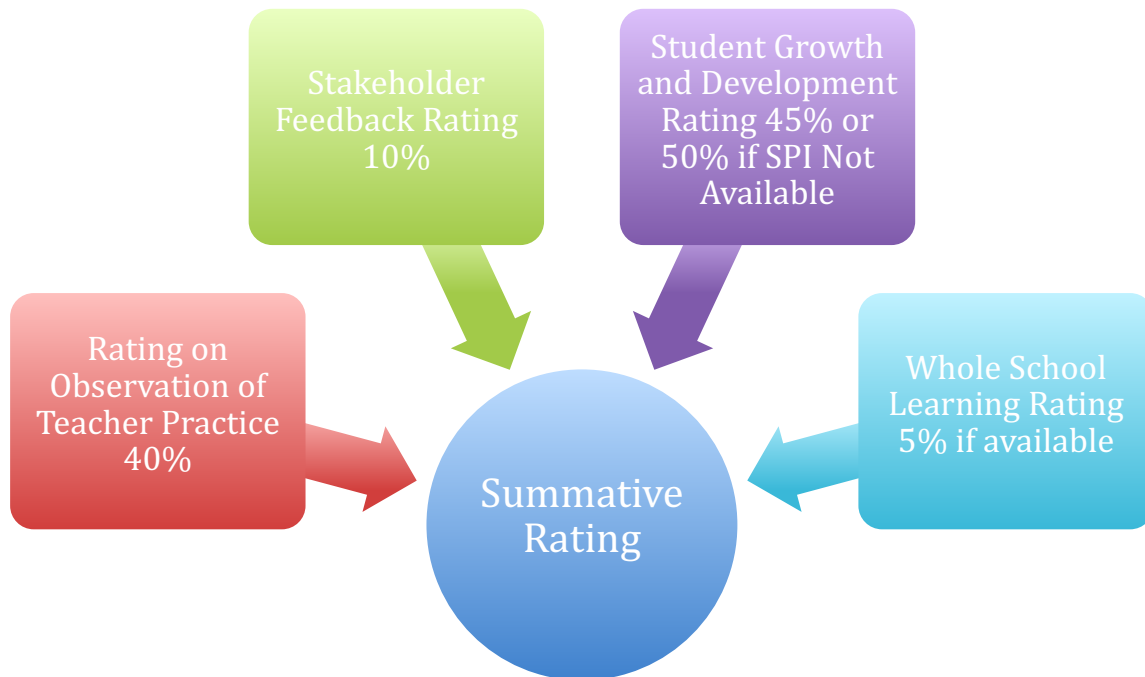 Stakeholder
Feedback Rating
10%
Student Growth
and Development
Rating 45% or
50% if SPI Not
Available
Rating on
Observation of
Teacher Practice
40%
Whole School
Learning Rating
5% if available
Summative
Rating